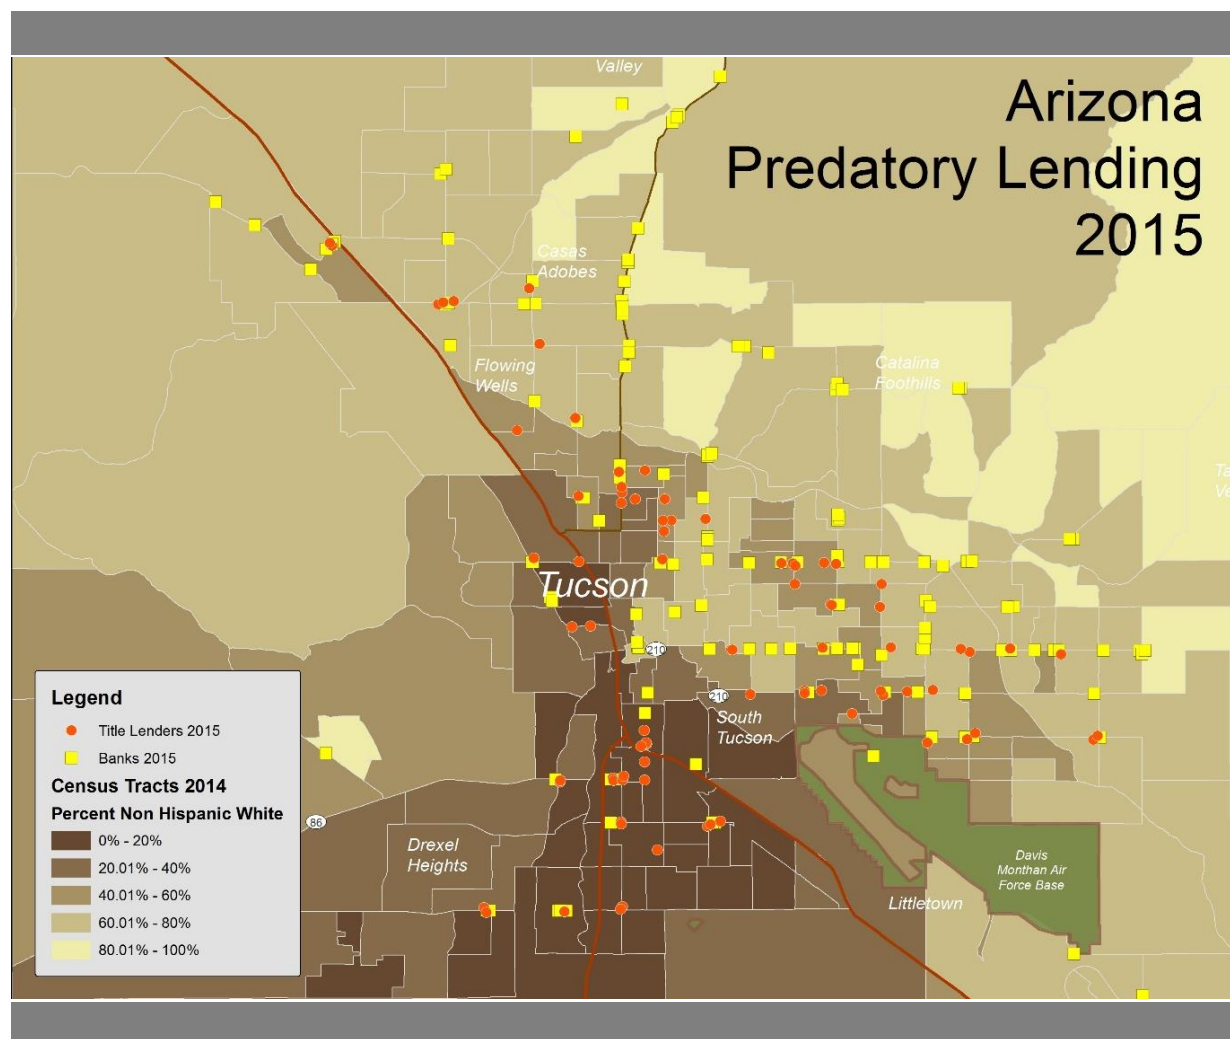 Valley
Arizona
Predatory Lending
2015
Casas
Adobes
Flowing
Wells
Catalina
Foothills
Tucson
210
210
South
Tucson
Legend
Title Lenders 2015
Banks 2015
Census Tracts 2014
Percent Non Hispanic White
0% - 20%
20.01% - 40%
40.01% - 60%
60.01% - 80%
80.01% - 100%
86
Drexel
Heights
Davis
Monthan Air
Force Base
Littletown